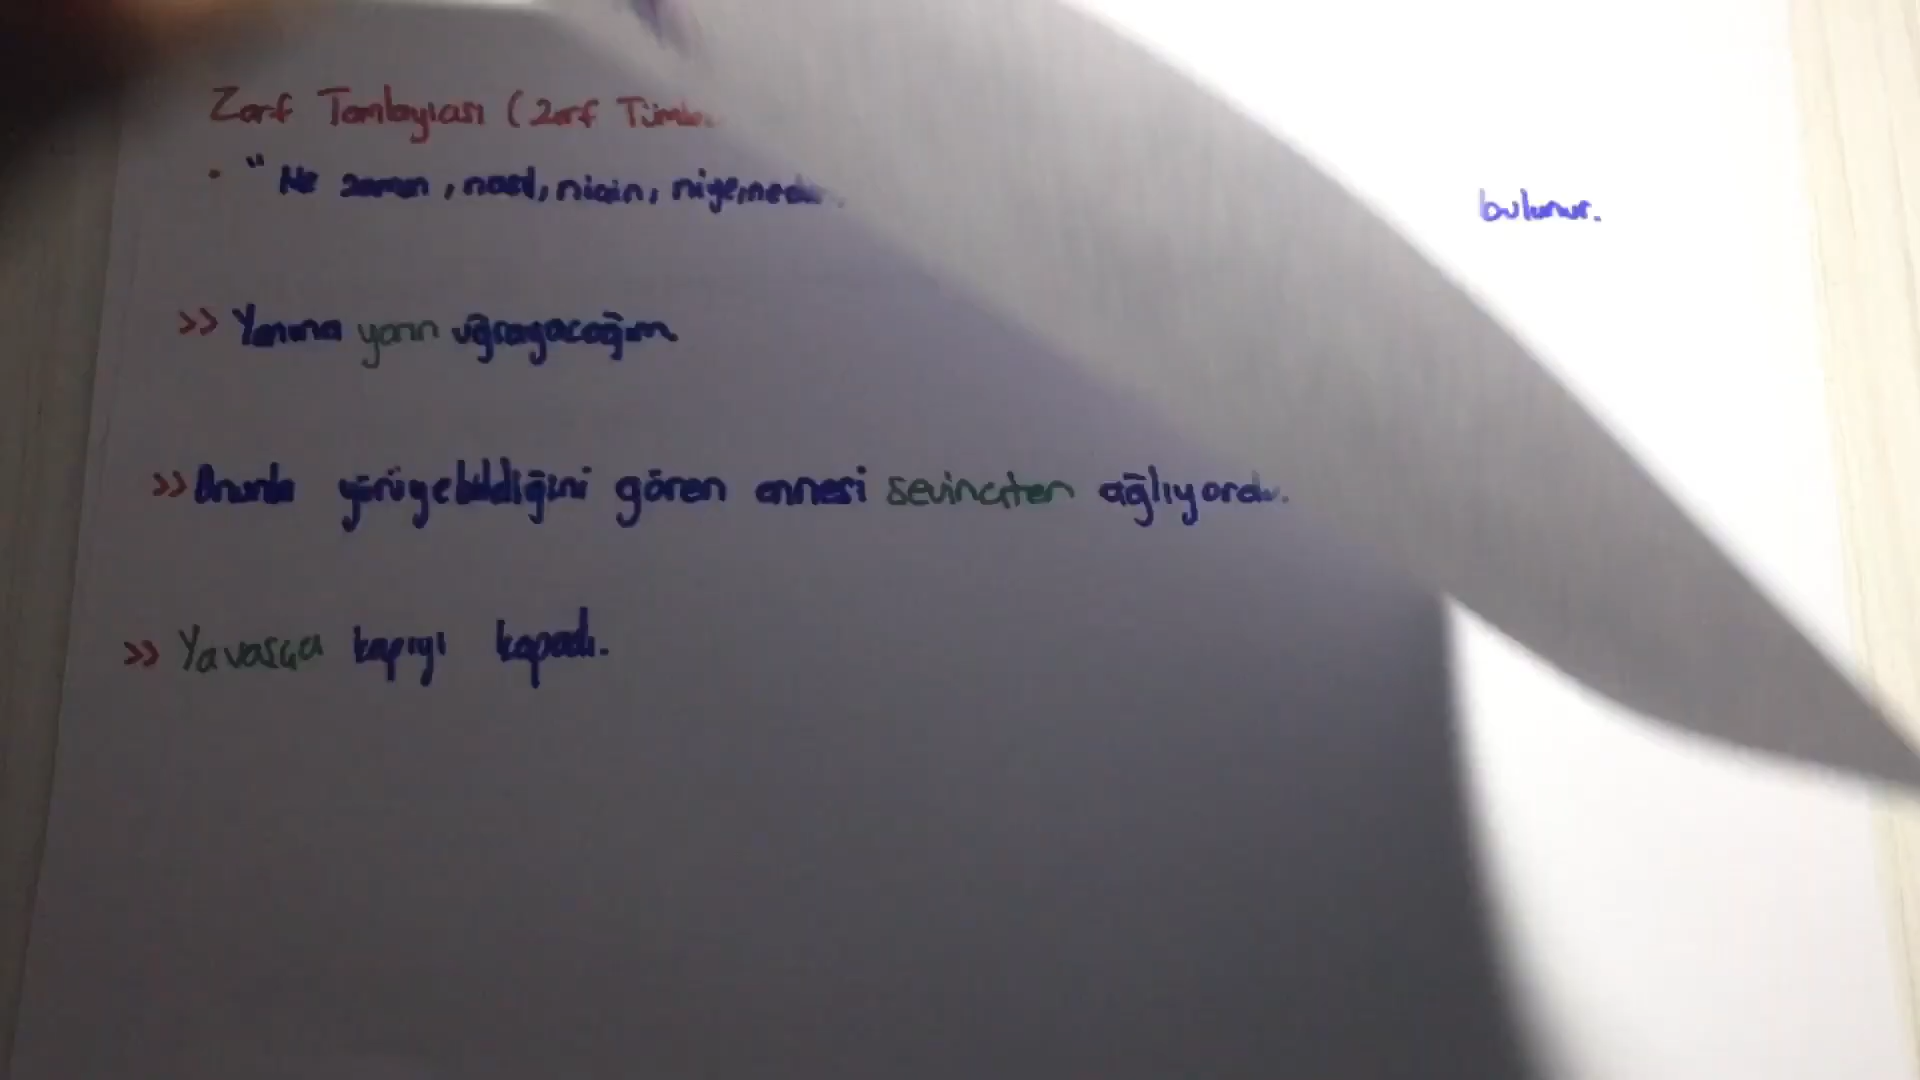 Zarf Tamlayıcısı (Zarf Tümle
• "Ne zaman, nasıl, niçin, niye, bulunur.
>> Yanına yarın uğrayacağım
>> yürüyebildiğini gören annesi sevinçten ağlıyordu.
>> Yavaşça kapıyı kapadı.